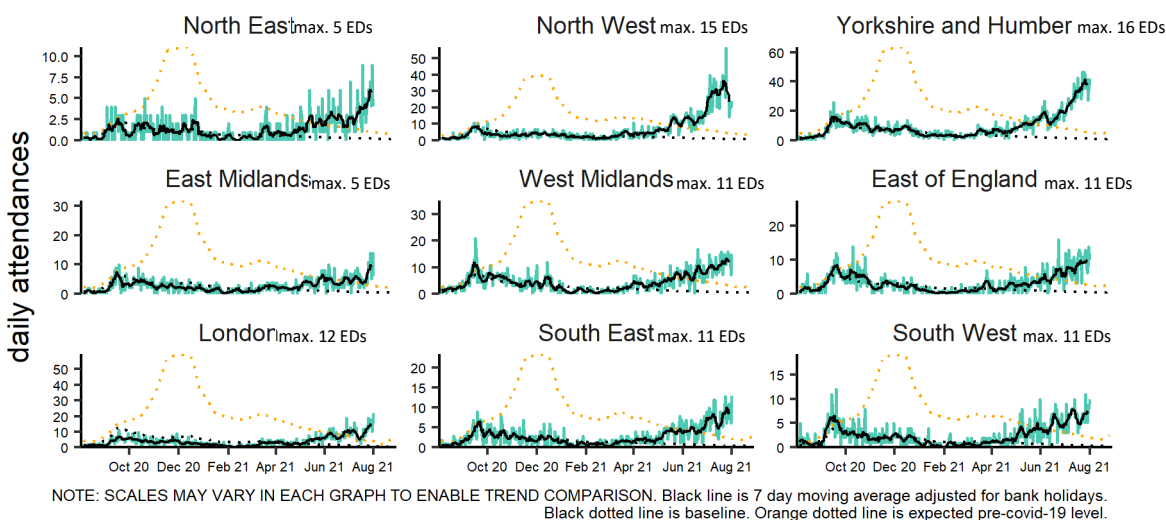 North East max. 5 EDs
North West max. 15 EDs
Yorkshire and Humber max. 16 EDs
10.0
7.5
5.0
2.5
0.0
50
40
30
20
10
0
60
40
20
0
daily attendances
East Midlands max. 5 EDs
West Midlands max. 11 EDs
East of England max. 11 EDs
30
20
10
0
30
20
10
0
20
10
0
London max. 12 EDs
South East max. 11 EDs
South West max. 11 EDs
50
40
30
20
10
0
20
15
10
5
0
15
10
5
0
Oct 20 Dec 20 Feb 21 Apr 21 Jun 21 Aug 21
Oct 20 Dec 20 Feb 21 Apr 21 Jun 21 Aug 21
Oct 20 Dec 20 Feb 21 Apr 21 Jun 21 Aug 21
NOTE: SCALES MAY VARY IN EACH GRAPH TO ENABLE TREND COMPARISON. Black line is 7 day moving average adjusted for bank holidays.
Black dotted line is baseline. Orange dotted line is expected pre-covid-19 level.